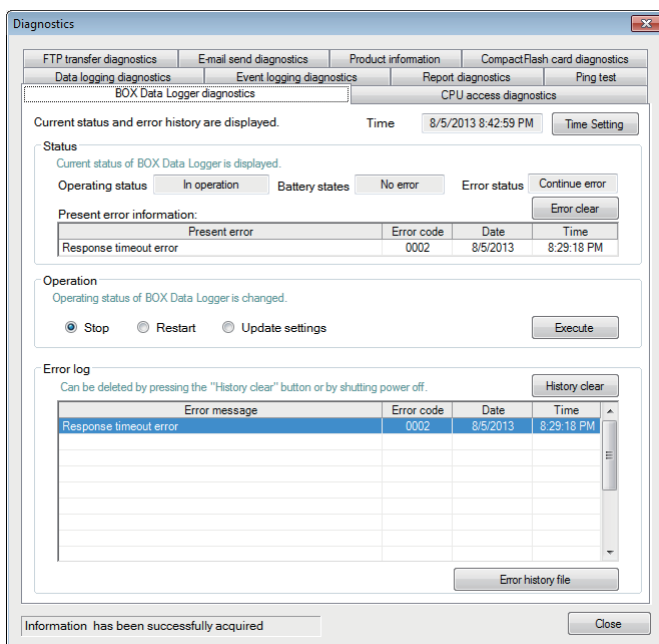 Diagnostics
FTP transfer diagnostics E-mail send diagnostics Product information CompactFlash card diagnostics
Data logging diagnostics Event logging diagnostics Report diagnostics Ping test
BOX Data Logger diagnostics CPU access diagnostics
Current status and error history are displayed. Time 8/5/2013 8:42:59 PM Time Setting
Status
Current status of BOX Data Logger is displayed.
Operating status In operation Battery states No error Error status Continue error
Present error information: Error clear
Present error Error code Date Time
Response timeout error 0002 8/5/2013 8:29:18 PM
Operation
Operating status of BOX Data Logger is changed.
Stop Restart Update settings Execute
Error log
Can be deleted by pressing the "History clear" button or by shutting power off. History clear
Error message Error code Date Time
Response timeout error 0002 8/5/2013 8:29:18 PM
Error history file
Information has been successfully acquired Close